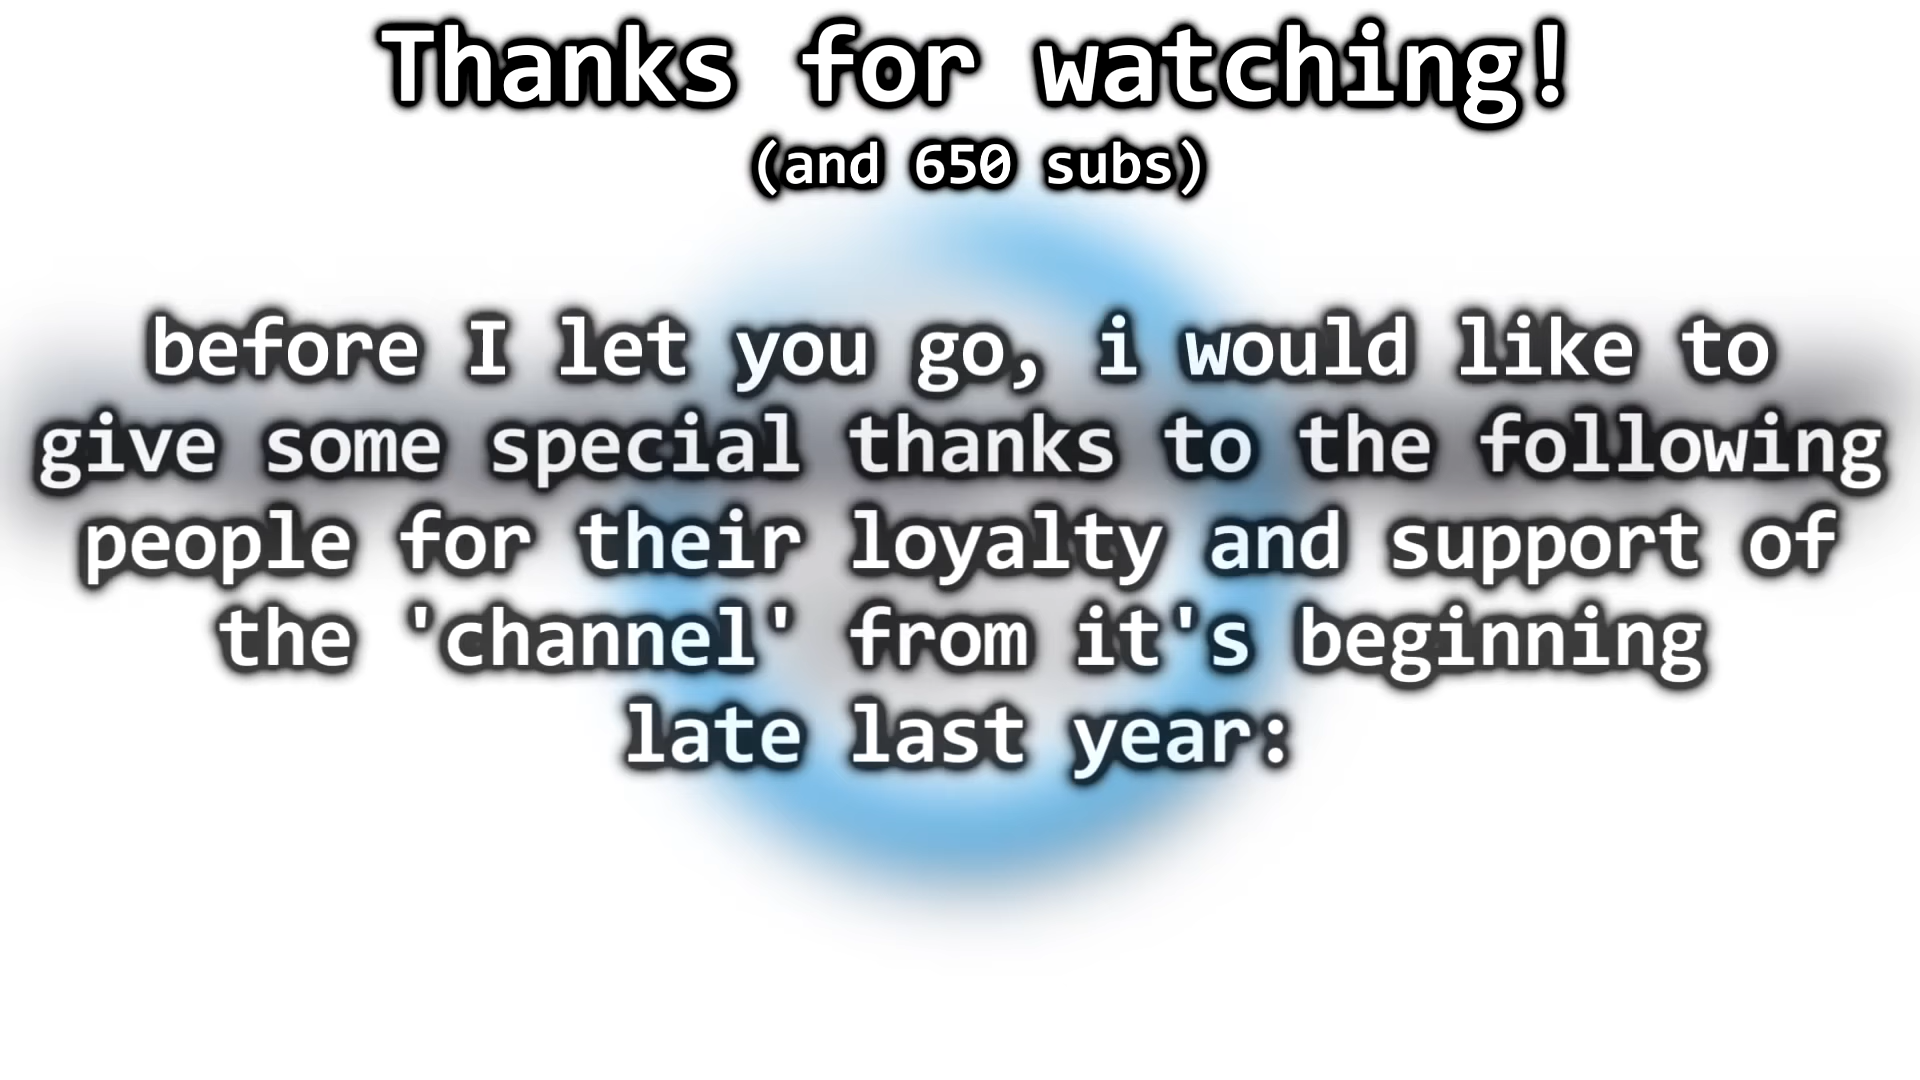 Thanks for watching!
(and 650 subs)
before I let you go, i would like to
give some special thanks to the following
people for their loyalty and support of
the 'channel' from it's beginning
late last year: